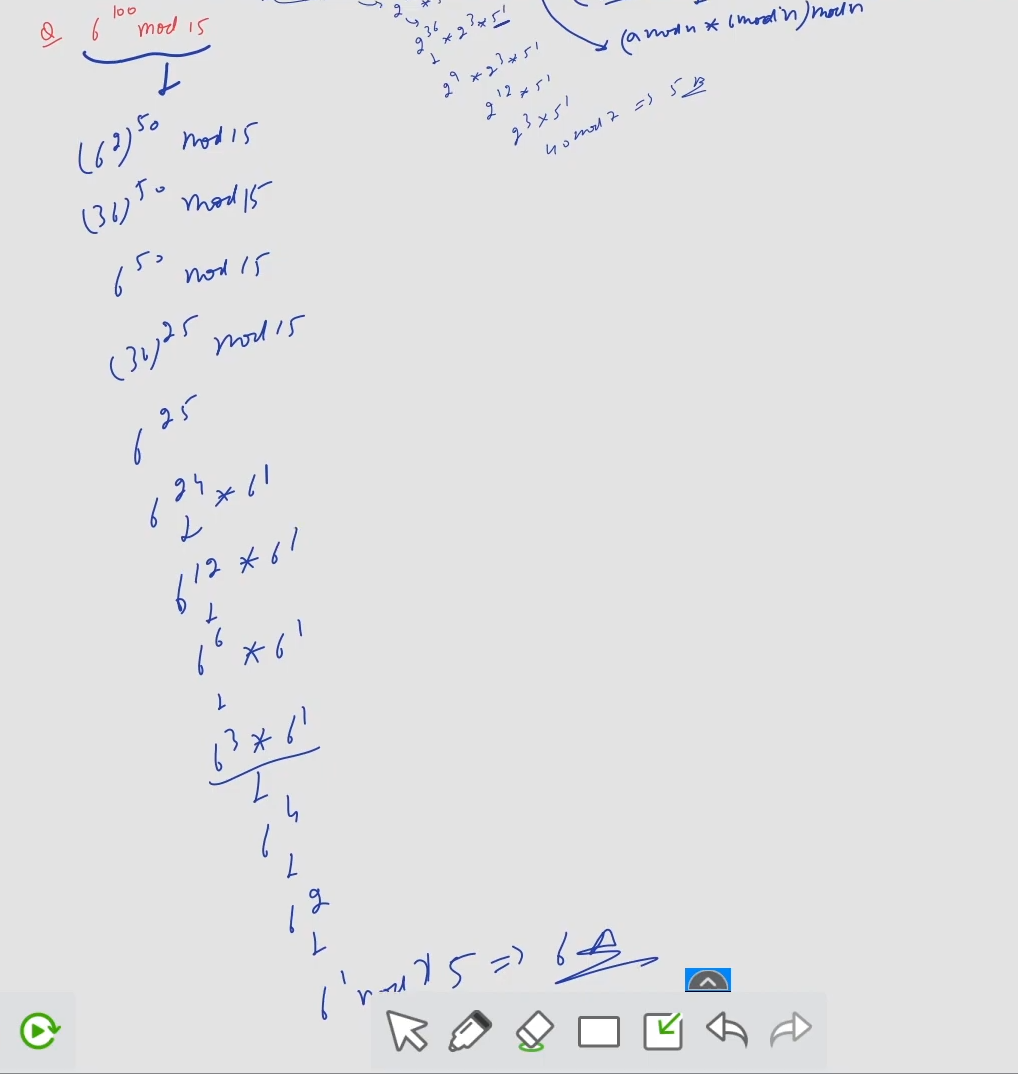 Q 6^100 mod 15
(6^2)^50 mod 15
(36)^50 mod 15
6^50 mod 15
(36)^25 mod 15
6^25
6^24 * 6^1
6^12 * 6^1
6^6 * 6^1
6^3 * 6^1
6^4
6^2
6^1 mod 15 => 6
2^36 * 2^3 * 5^1
2^9 * 2^3 * 5^1
2^12 * 5^1
2^3 * 5^1
40 mod 7 => 5
(a mod n * (mod n) mod n